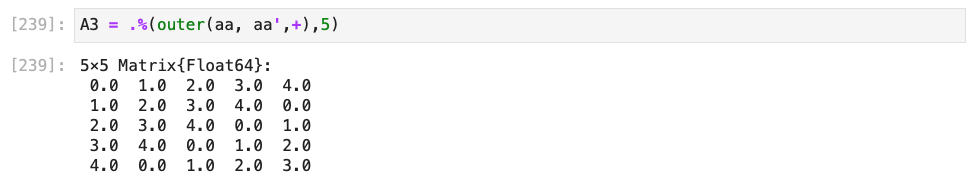 [239]: A3 = .%(outer(aa, aa',+),5)
[239]: 5×5 Matrix{Float64}:
0.0 1.0 2.0 3.0 4.0
1.0 2.0 3.0 4.0 0.0
2.0 3.0 4.0 0.0 1.0
3.0 4.0 0.0 1.0 2.0
4.0 0.0 1.0 2.0 3.0